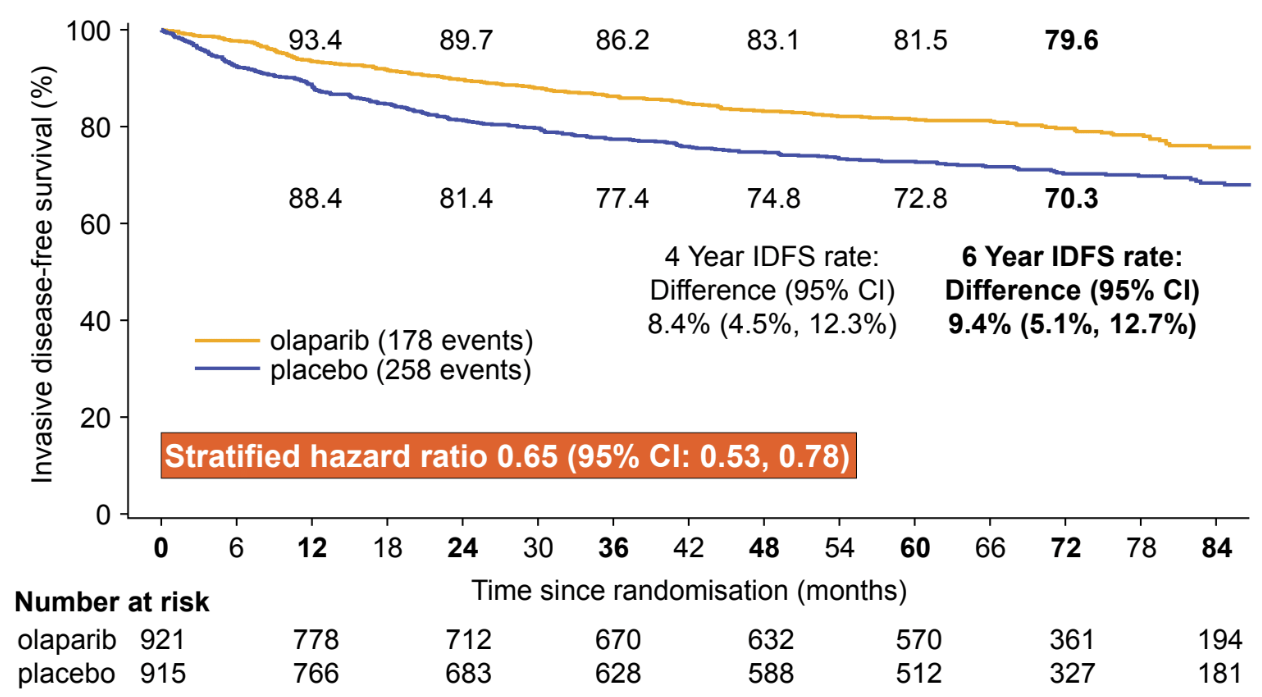 100
80
60
40
20
0
Invasive disease-free survival (%)
93.4 89.7 86.2 83.1 81.5 79.6
88.4 81.4 77.4 74.8 72.8 70.3
4 Year IDFS rate:
Difference (95% CI)
8.4% (4.5%, 12.3%)
6 Year IDFS rate:
Difference (95% CI)
9.4% (5.1%, 12.7%)
olaparib (178 events)
placebo (258 events)
Stratified hazard ratio 0.65 (95% CI: 0.53, 0.78)
0 6 12 18 24 30 36 42 48 54 60 66 72 78 84
Time since randomisation (months)
Number at risk
olaparib 921 778 712 670 632 570 361 194
placebo 915 766 683 628 588 512 327 181